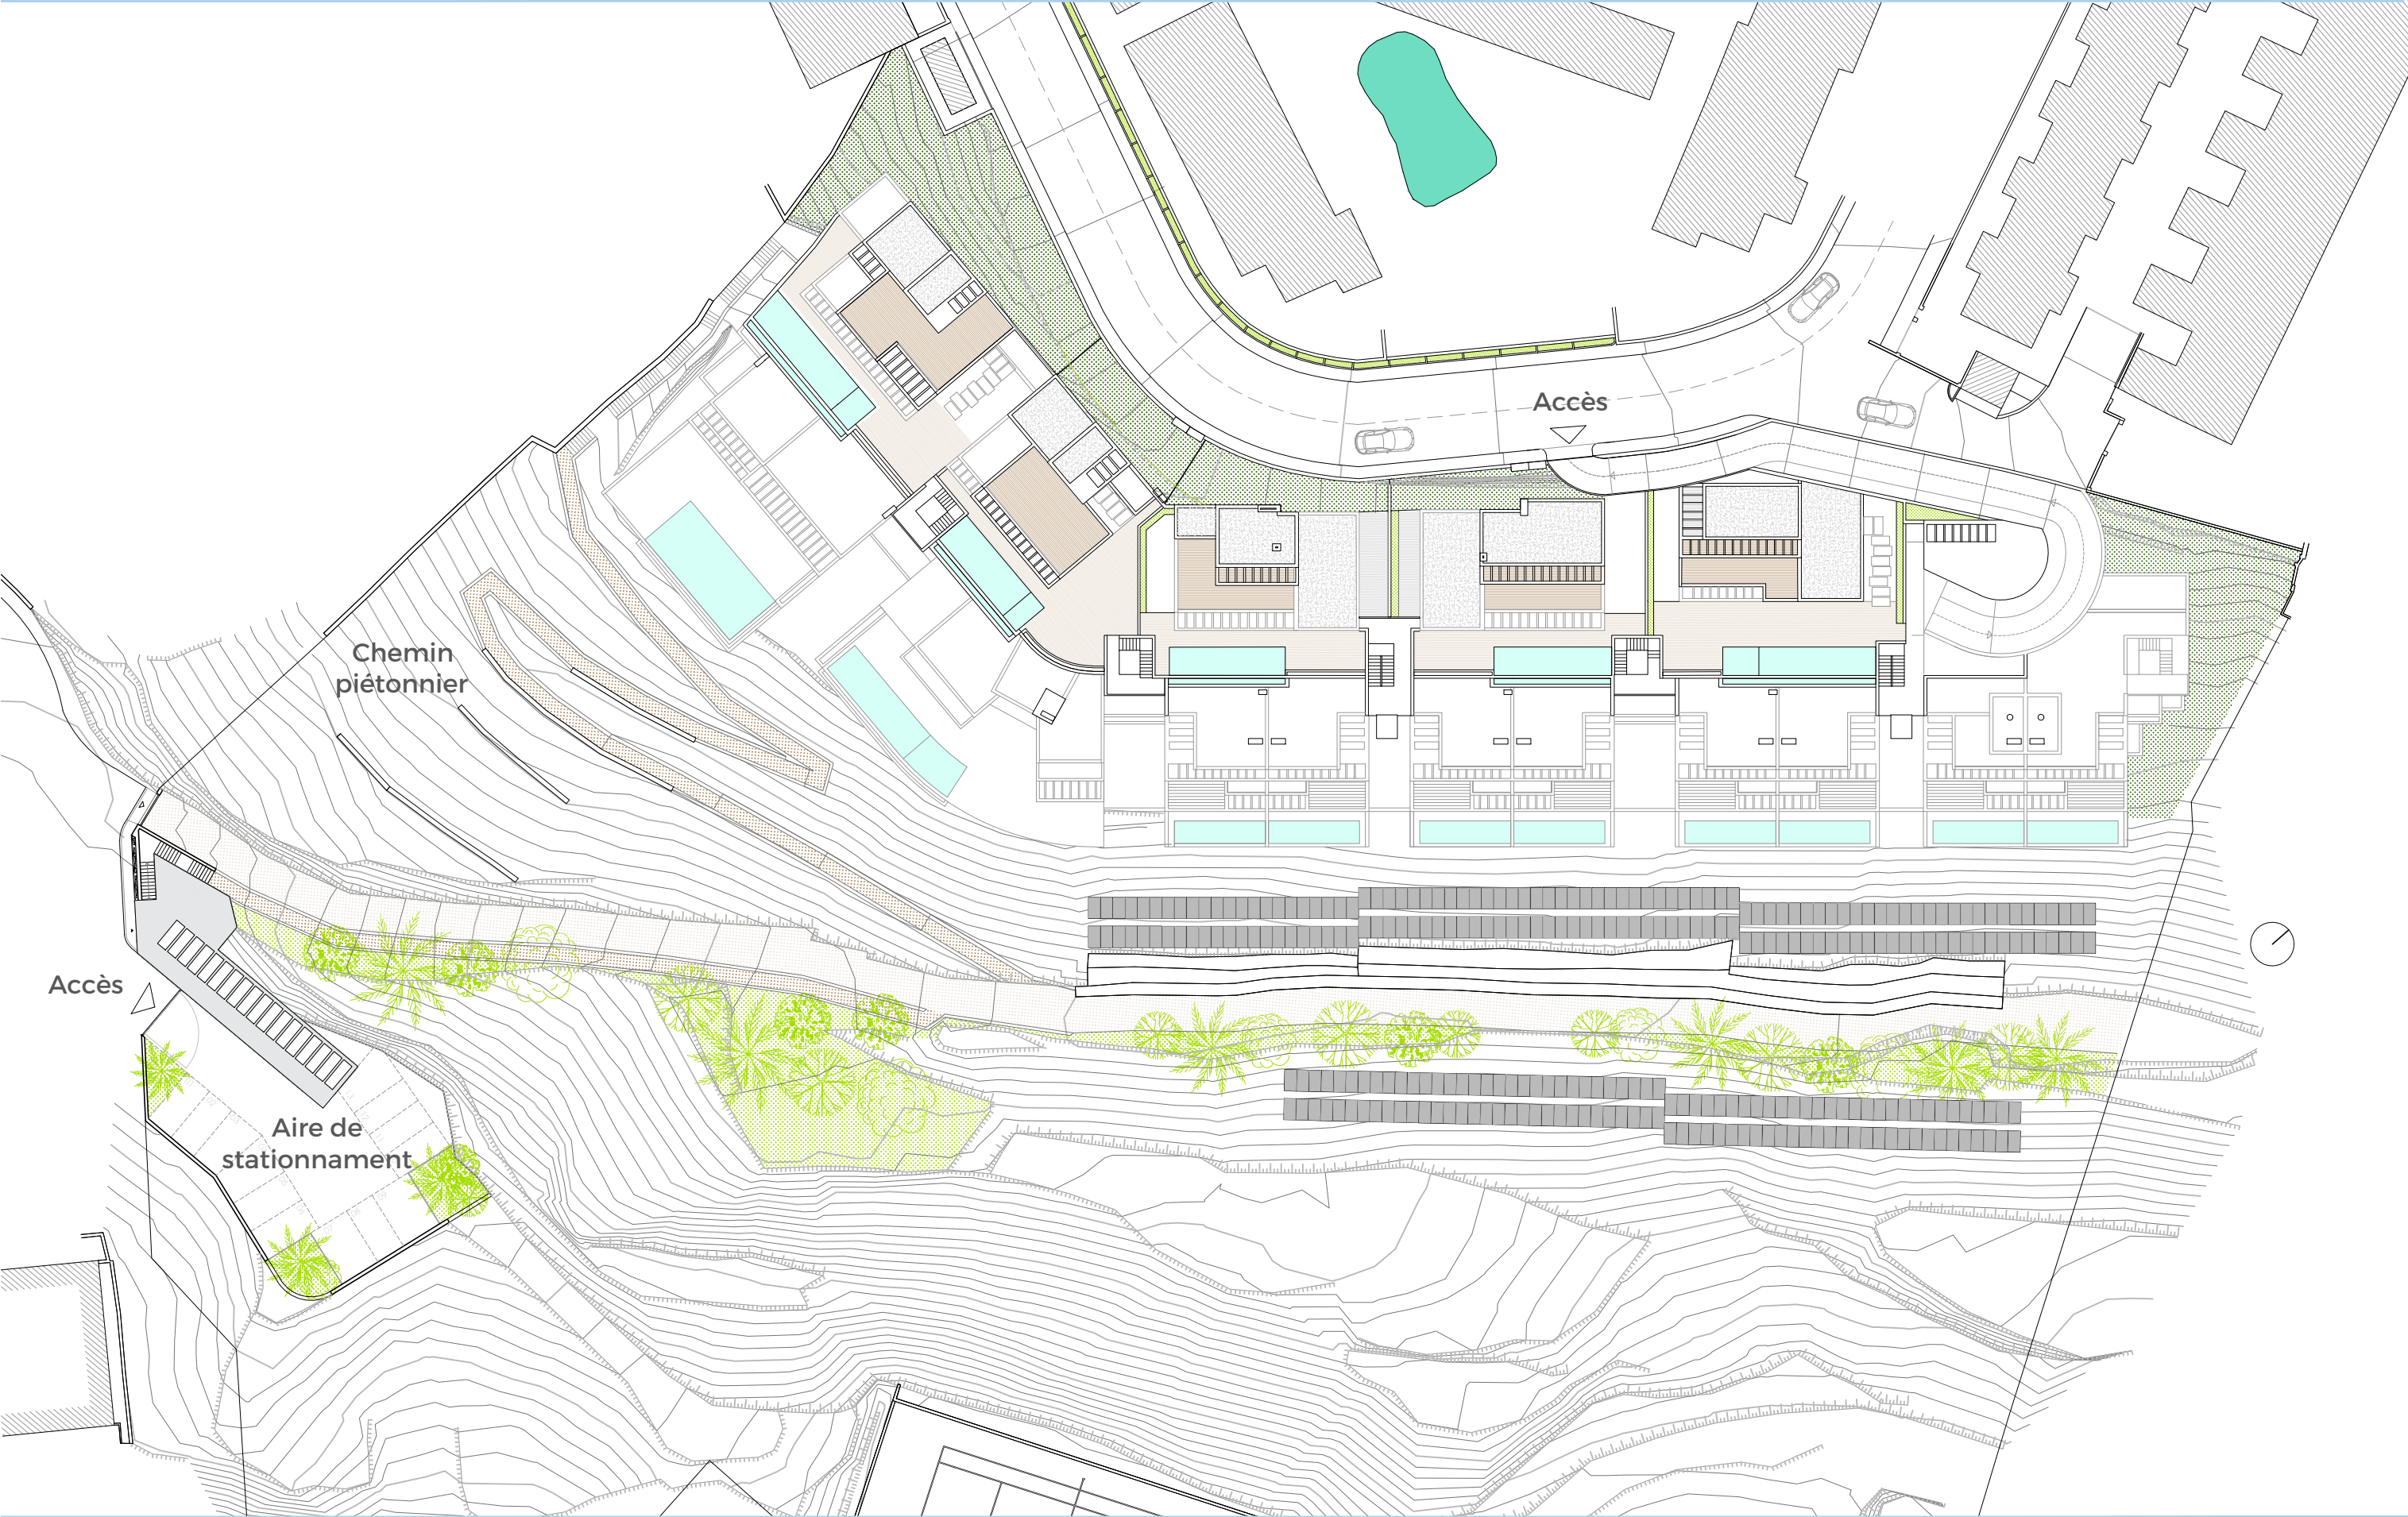 Accès
Chemin
piétonnier
Accès
Aire de
stationnament